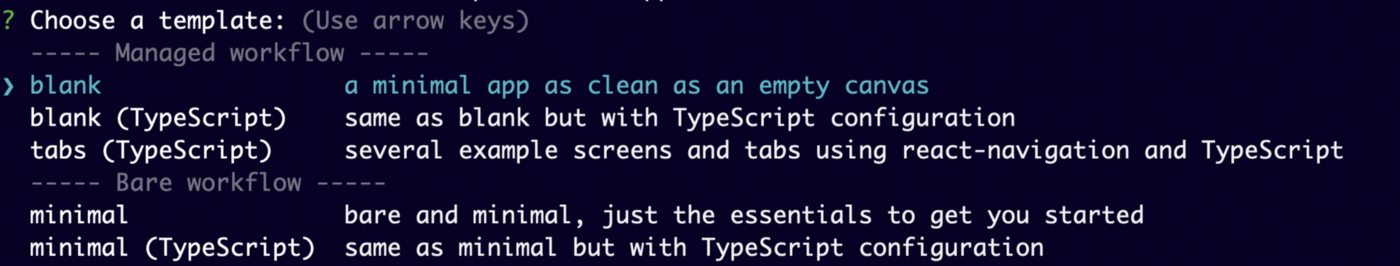 ? Choose a template: (Use arrow keys)
----- Managed workflow -----
❯ blank a minimal app as clean as an empty canvas
blank (TypeScript) same as blank but with TypeScript configuration
tabs (TypeScript) several example screens and tabs using react-navigation and TypeScript
----- Bare workflow -----
minimal bare and minimal, just the essentials to get you started
minimal (TypeScript) same as minimal but with TypeScript configuration